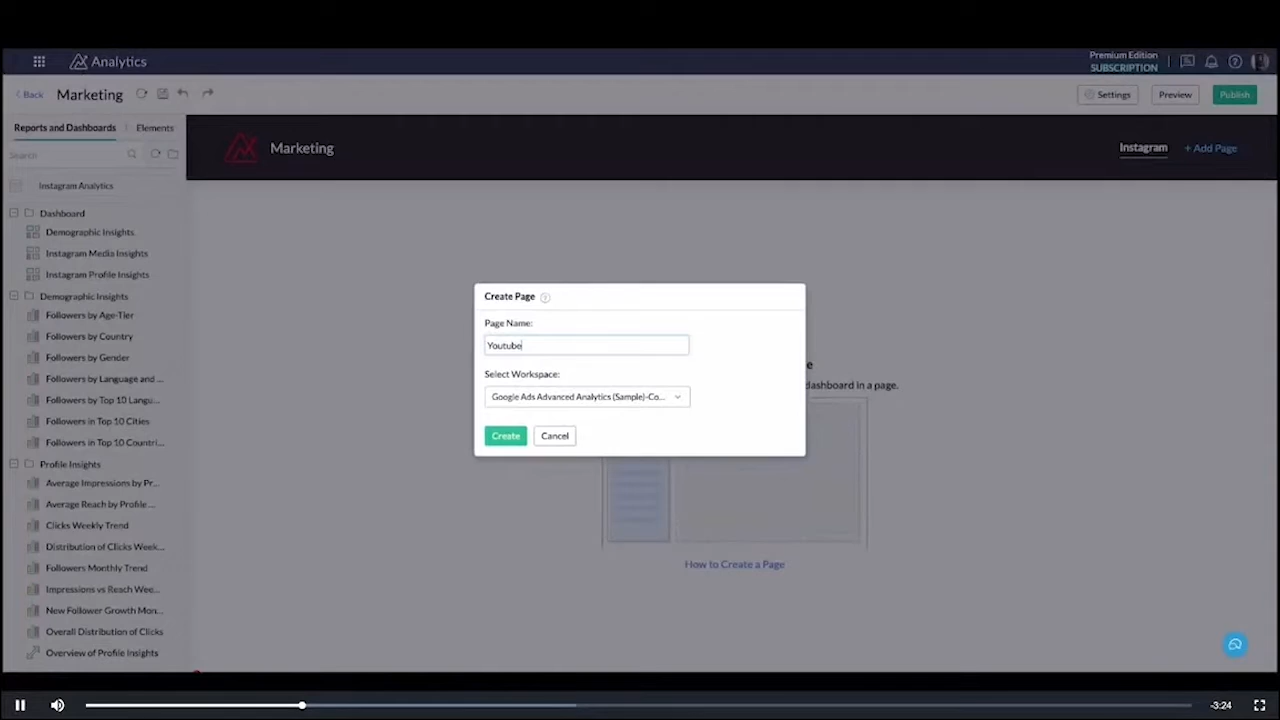 Analytics
Premium Edition
SUBSCRIPTION
Back
Marketing
Settings
Preview
Publish
Reports and Dashboards
Elements
Search
Marketing
Instagram
+ Add Page
Instagram Analytics
Dashboard
Demographic Insights
Instagram Media Insights
Instagram Profile Insights
Demographic Insights
Followers by Age-Tier
Followers by Country
Followers by Gender
Followers by Language and ...
Followers by Top 10 Langu...
Followers in Top 10 Cities
Followers in Top 10 Countri...
Profile Insights
Average Impressions by Pr...
Average Reach by Profile ...
Clicks Weekly Trend
Distribution of Clicks Week...
Followers Monthly Trend
Impressions vs Reach Wee...
New Follower Growth Mon...
Overall Distribution of Clicks
Overview of Profile Insights
Create Page
Page Name:
Youtube
Select Workspace:
Google Ads Advanced Analytics (Sample)-Co...
Create
Cancel
dashboard in a page.
How to Create a Page
-3:24